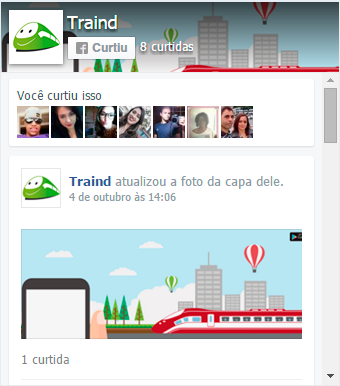 Traind
Curtiu 8 curtidas
Você curtiu isso
Traind atualizou a foto da capa dele.
4 de outubro às 14:06
1 curtida